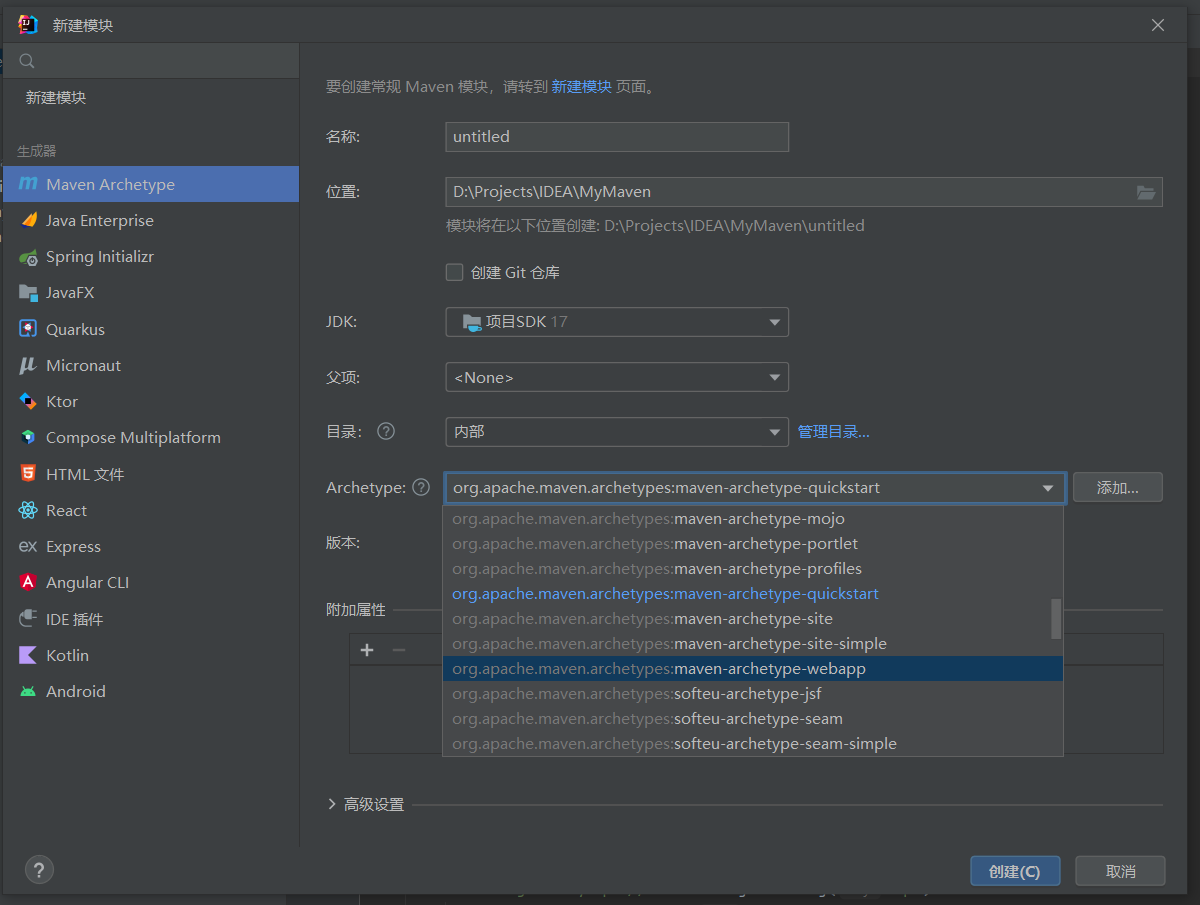 新建模块
新建模块
生成器
Maven Archetype
Java Enterprise
Spring Initializr
JavaFX
Quarkus
Micronaut
Ktor
Compose Multiplatform
HTML 文件
React
Express
Angular CLI
IDE 插件
Kotlin
Android
要创建常规 Maven 模块，请转到 新建模块 页面。
名称: untitled
位置: D:\Projects\IDEA\MyMaven
模块将在以下位置创建: D:\Projects\IDEA\MyMaven\untitled
创建 Git 仓库
JDK: 项目SDK 17
父项: <None>
目录: ? 内部 管理目录...
Archetype: ? org.apache.maven.archetypes:maven-archetype-quickstart 添加...
org.apache.maven.archetypes:maven-archetype-mojo
版本: org.apache.maven.archetypes:maven-archetype-portlet
org.apache.maven.archetypes:maven-archetype-profiles
org.apache.maven.archetypes:maven-archetype-quickstart
附加属性 org.apache.maven.archetypes:maven-archetype-site
org.apache.maven.archetypes:maven-archetype-site-simple
org.apache.maven.archetypes:maven-archetype-webapp
org.apache.maven.archetypes:softeu-archetype-jsf
org.apache.maven.archetypes:softeu-archetype-seam
org.apache.maven.archetypes:softeu-archetype-seam-simple
高级设置
? 创建(C) 取消